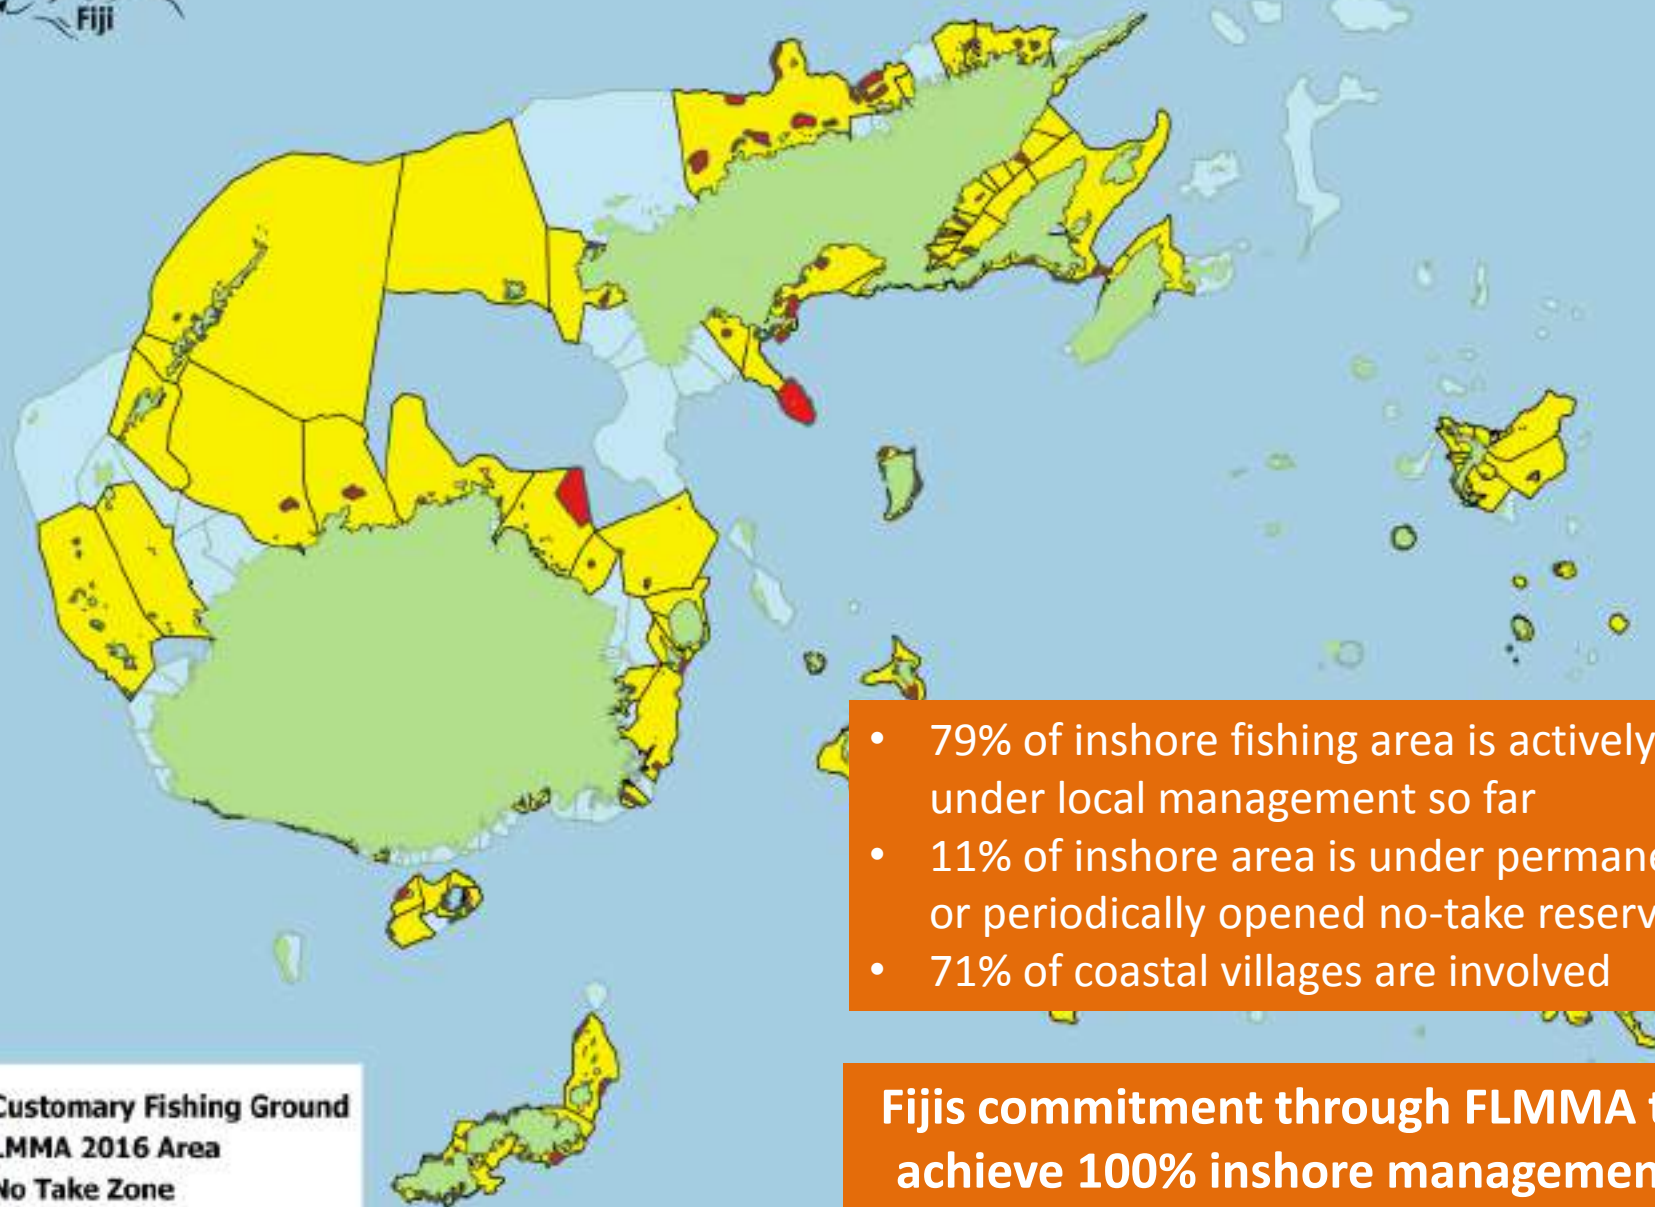 Fiji
• 79% of inshore fishing area is actively
under local management so far
• 11% of inshore area is under
or periodically opened no-take
• 71% of coastal villages are involved
Fijis commitment through FLMMA
achieve 100% inshore
Customary Fishing Ground
LMMA 2016 Area
No Take Zone